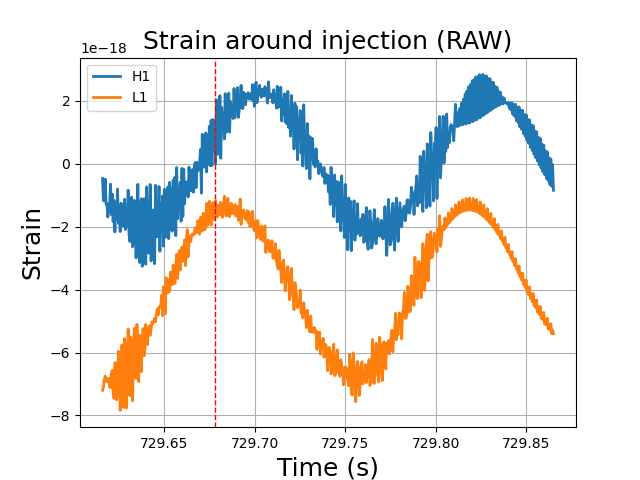 Strain around injection (RAW)
1e−18
H1
L1
2
0
−2
−4
−6
−8
Strain
729.65 729.70 729.75 729.80 729.85
Time (s)